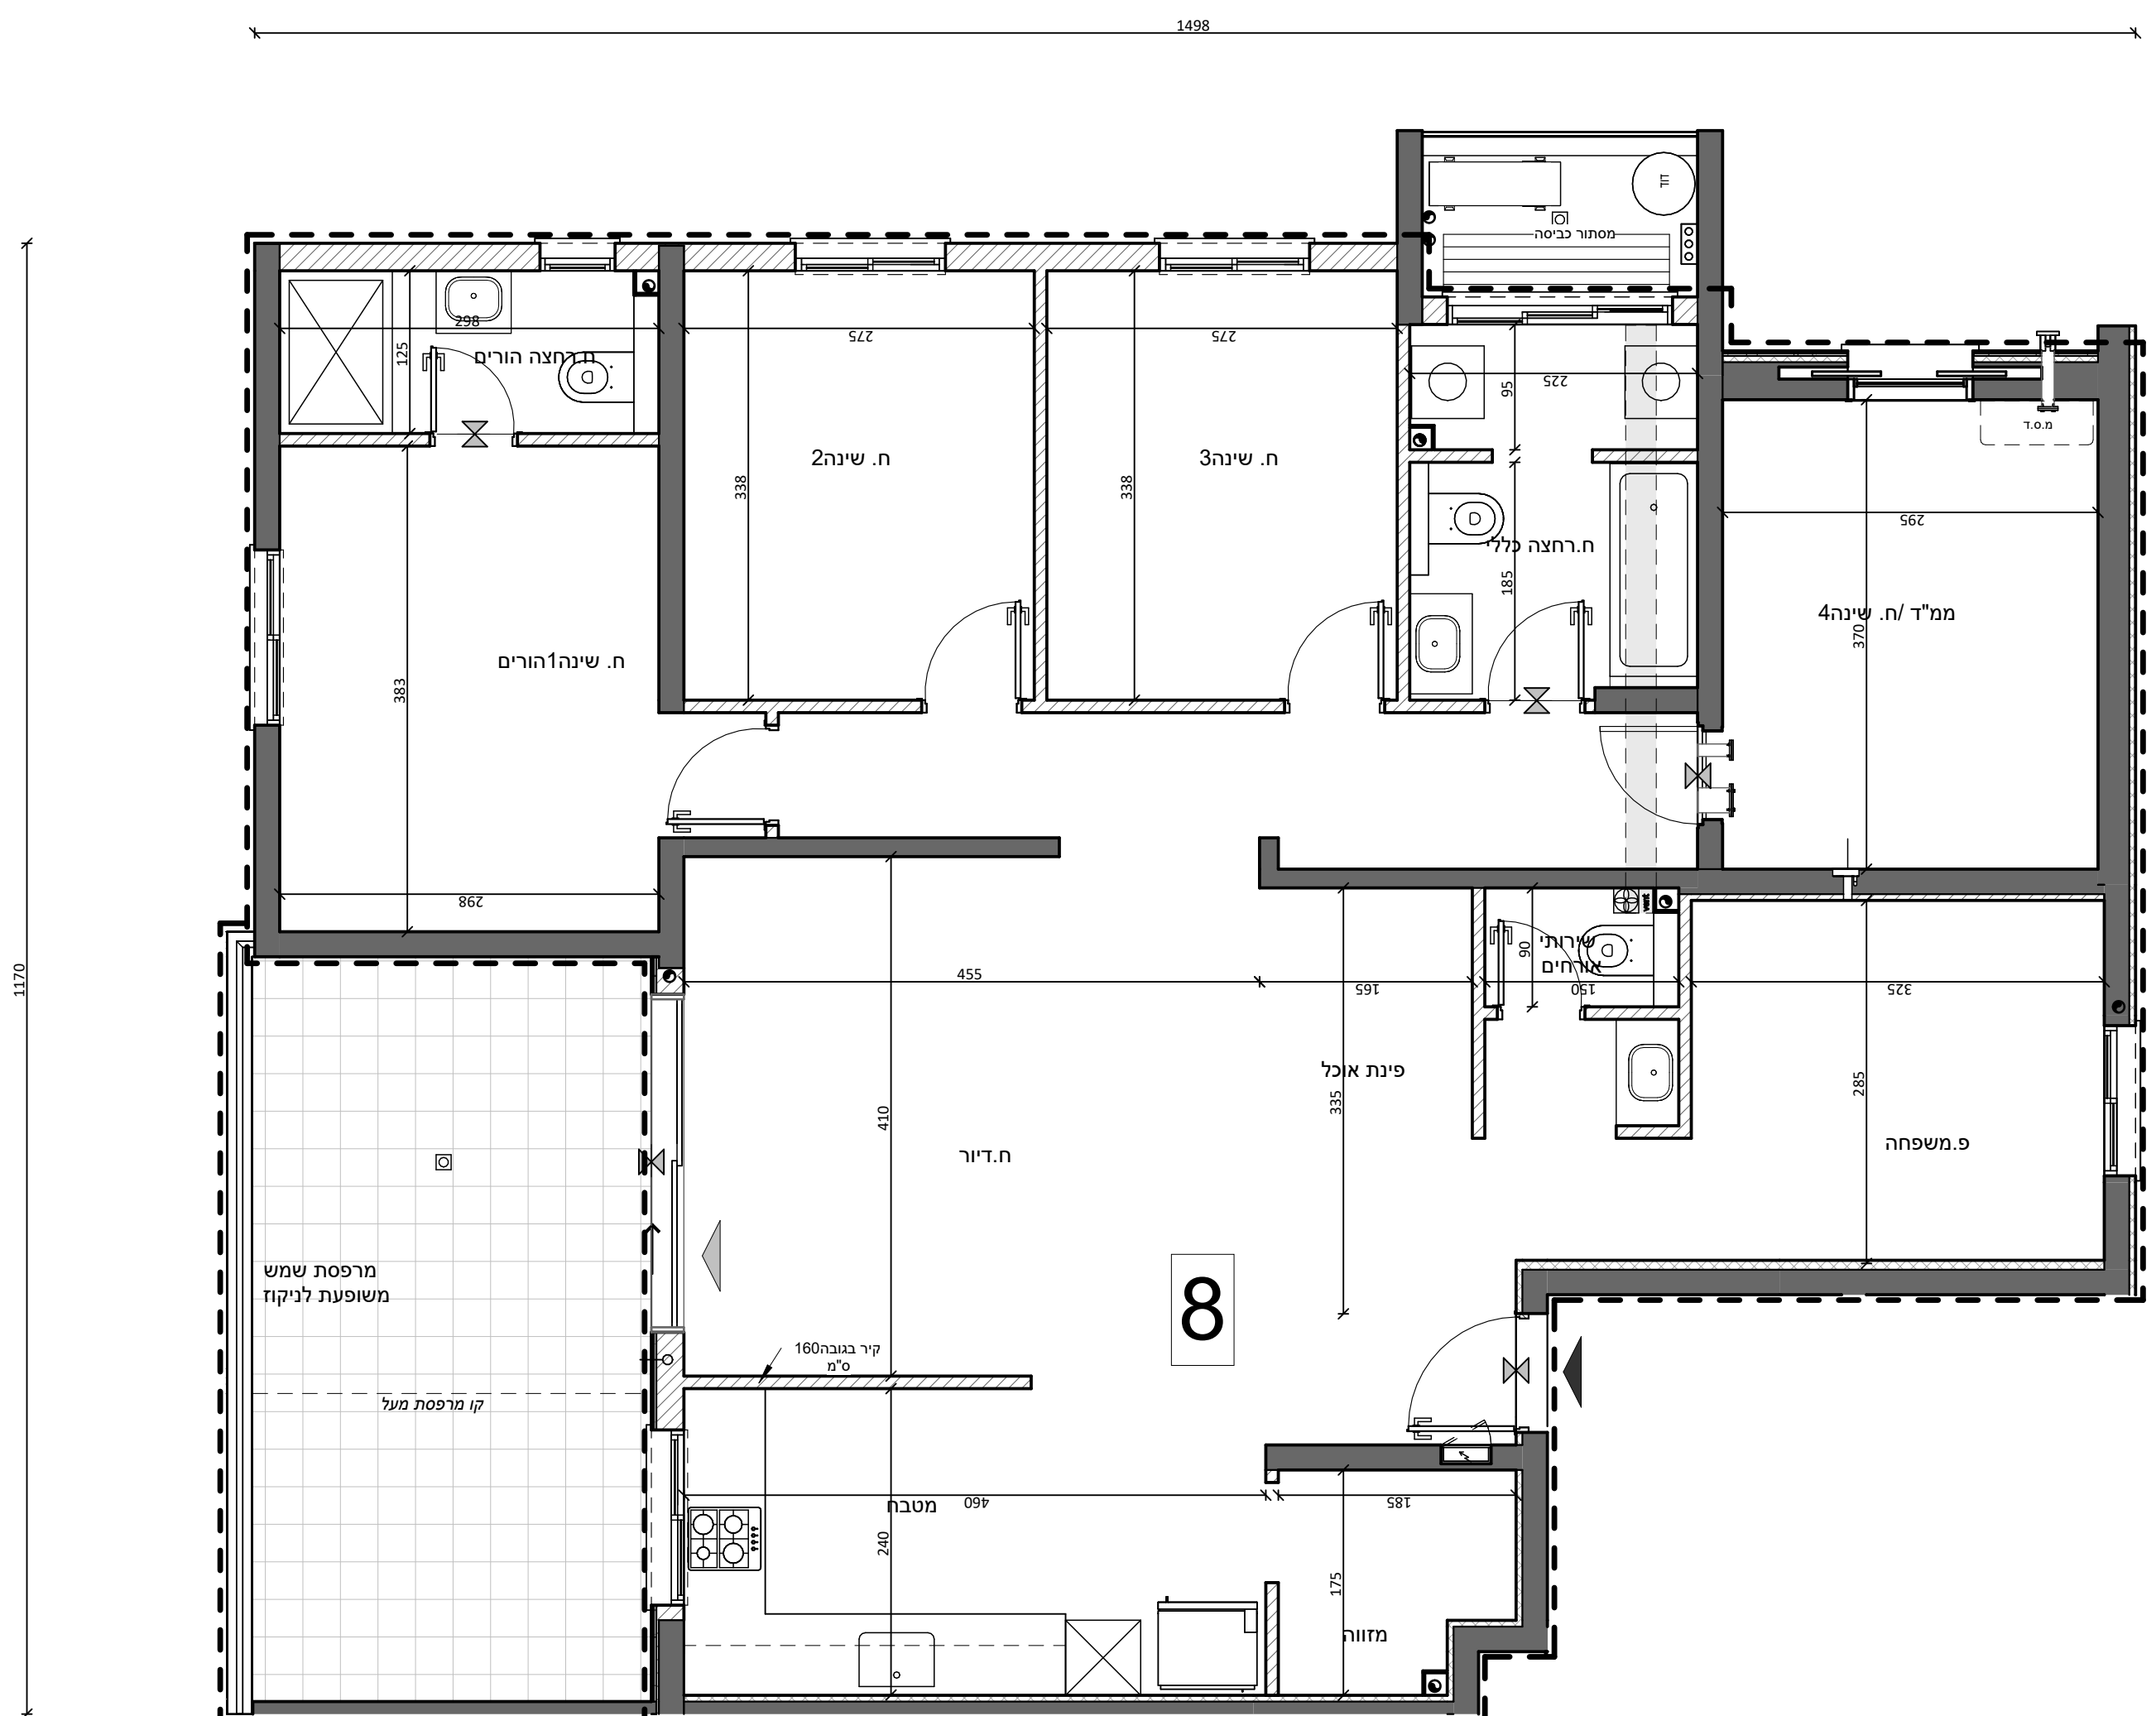 1498
דוד
מסתור כביסה
298
125
ח.רחצה הורים
275
275
95
225
מ.ס.ד
ח. שינה2
ח. שינה3
338
338
295
ח.רחצה כללי
185
ממ"ד /ח. שינה4
370
ח. שינה1הורים
383
298
1170
vent
90
שירותי
אורחים
455
165
150
325
פינת אוכל
335
285
410
ח.דיור
פ.משפחה
מרפסת שמש
משופעת לניקוז
8
קיר בגובה160
ס"מ
קו מרפסת מעל
מטבח
460
185
240
175
מזווה